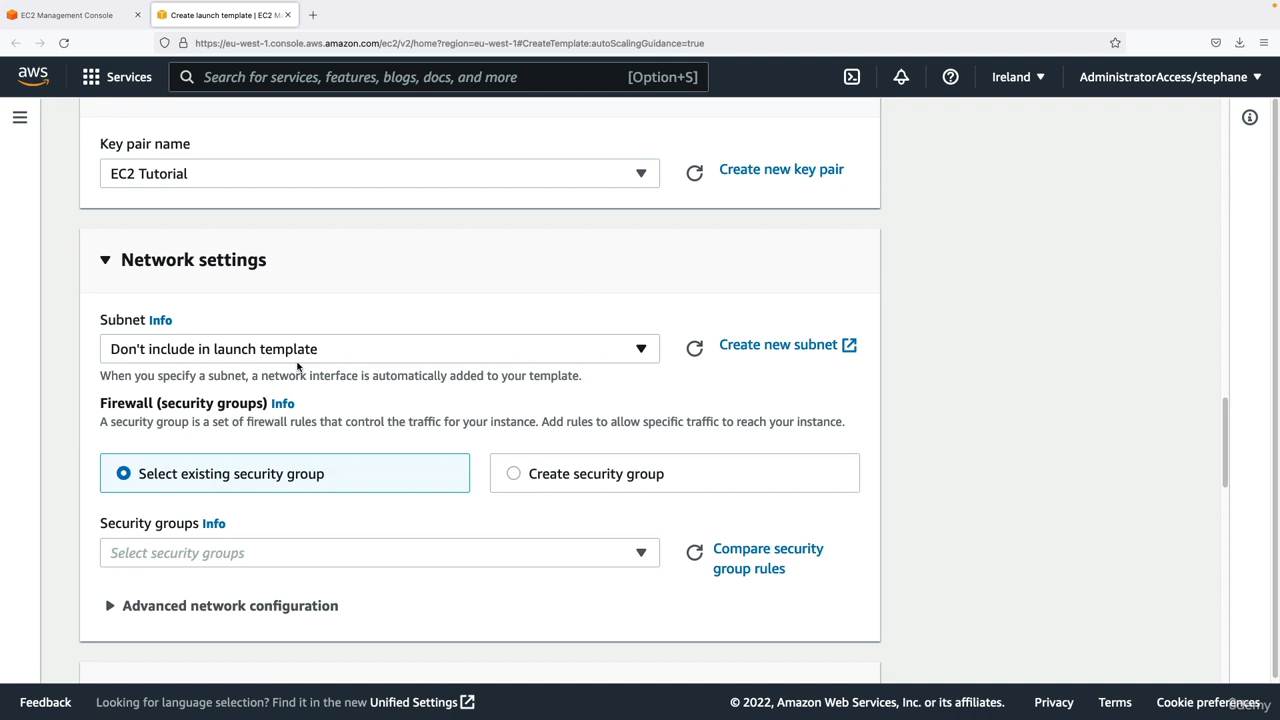 EC2 Management Console
Create launch template | EC2 M
https://eu-west-1.console.aws.amazon.com/ec2/v2/home?region=eu-west-1#CreateTemplate:autoScalingGuidance=true
aws
Services
Search for services, features, blogs, docs, and more
[Option+S]
Ireland
AdministratorAccess/stephane
Key pair name
EC2 Tutorial
Create new key pair
Network settings
Subnet Info
Don't include in launch template
Create new subnet
When you specify a subnet, a network interface is automatically added to your template.
Firewall (security groups) Info
A security group is a set of firewall rules that control the traffic for your instance. Add rules to allow specific traffic to reach your instance.
Select existing security group
Create security group
Security groups Info
Select security groups
Compare security
group rules
Advanced network configuration
Feedback
Looking for language selection? Find it in the new Unified Settings
© 2022, Amazon Web Services, Inc. or its affiliates.
Privacy
Terms
Cookie preferences
Udemy